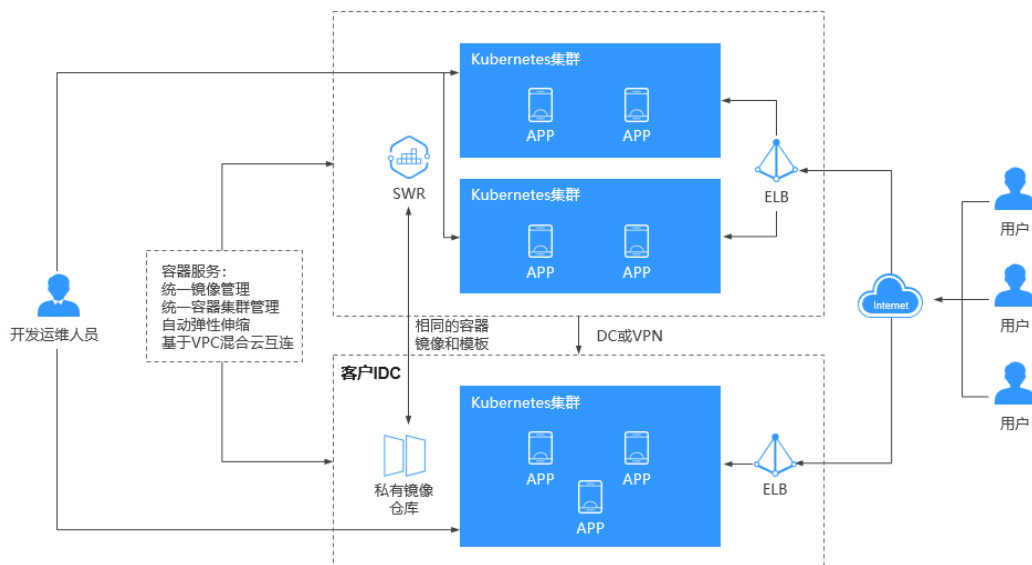 Kubernetes集群
APP
APP
SWR
ELB
Kubernetes集群
APP
APP
用户
容器服务：
统一镜像管理
统一容器集群管理
自动弹性伸缩
基于VPC混合云互连
开发运维人员
Internet
用户
相同的容器
镜像和模板
DC或VPN
客户IDC
Kubernetes集群
用户
APP
APP
APP
私有镜像
仓库
ELB